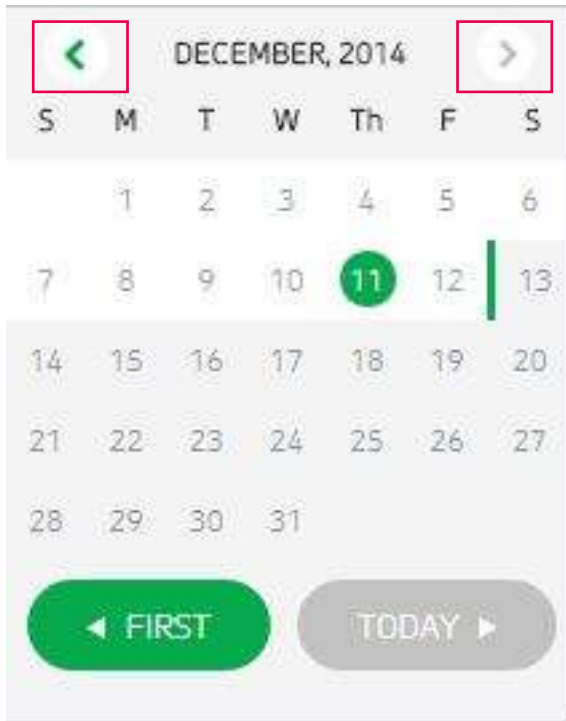 DECEMBER, 2014
S M T W Th F S
1 2 3 4 5 6
7 8 9 10 11 12 13
14 15 16 17 18 19 20
21 22 23 24 25 26 27
28 29 30 31
FIRST TODAY